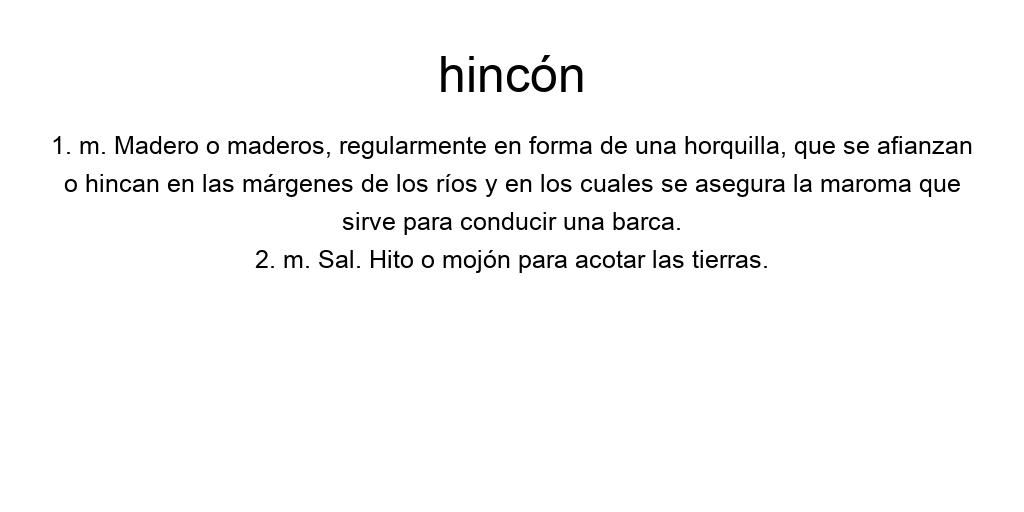 hincón
1. m. Madero o maderos, regularmente en forma de una horquilla, que se afianzan
o hincan en las márgenes de los ríos y en los cuales se asegura la maroma que
sirve para conducir una barca.
2. m. Sal. Hito o mojón para acotar las tierras.